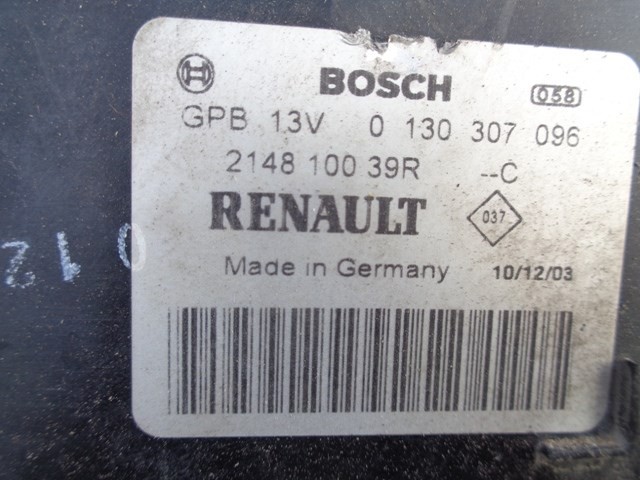 BOSCH 058
GPB 13V 0 130 307 096
2148 100 39R --C
RENAULT 037
Made in Germany 10/12/03